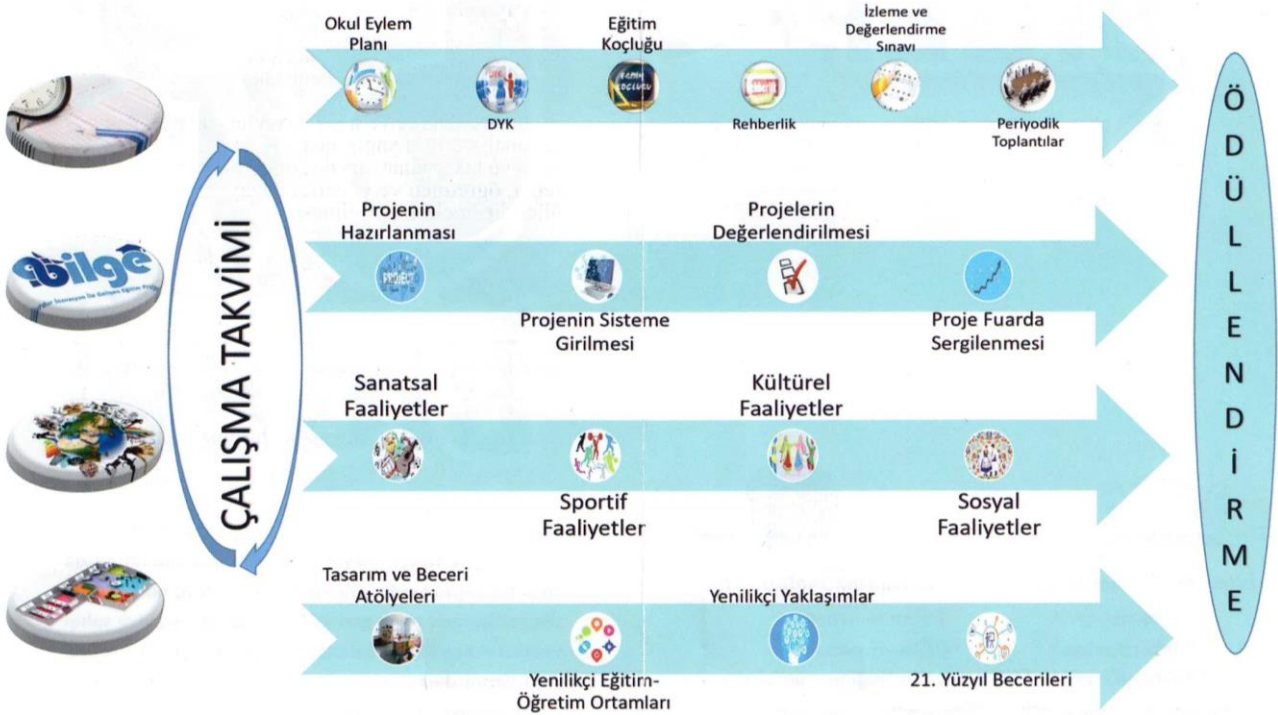 Okul Eylem
Planı
DYK
Eğitim
Koçluğu
Rehberlik
İzleme ve
Değerlendirme
Sınavı
Periyodik
Toplantılar
ÇALIŞMA TAKVİMİ
bilge
Projenin
Hazırlanması
Projenin Sisteme
Girilmesi
Projelerin
Değerlendirilmesi
Proje Fuarda
Sergilenmesi
Sanatsal
Faaliyetler
Sportif
Faaliyetler
Kültürel
Faaliyetler
Sosyal
Faaliyetler
Tasarım ve Beceri
Atölyeleri
Yenilikçi Eğitim-
Öğretim Ortamları
Yenilikçi Yaklaşımlar
21. Yüzyıl Becerileri
ÖDÜLLENDİRME